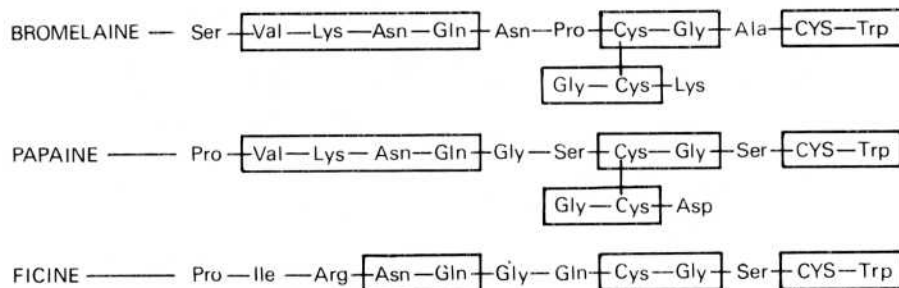 BROMELAINE — Ser — Val — Lys — Asn — Gln — Asn — Pro — Cys — Gly — Ala — CYS — Trp
Gly — Cys — Lys
PAPAINE — Pro — Val — Lys — Asn — Gln — Gly — Ser — Cys — Gly — Ser — CYS — Trp
Gly — Cys — Asp
FICINE — Pro — Ile — Arg — Asn — Gln — Gly — Gln — Cys — Gly — Ser — CYS — Trp